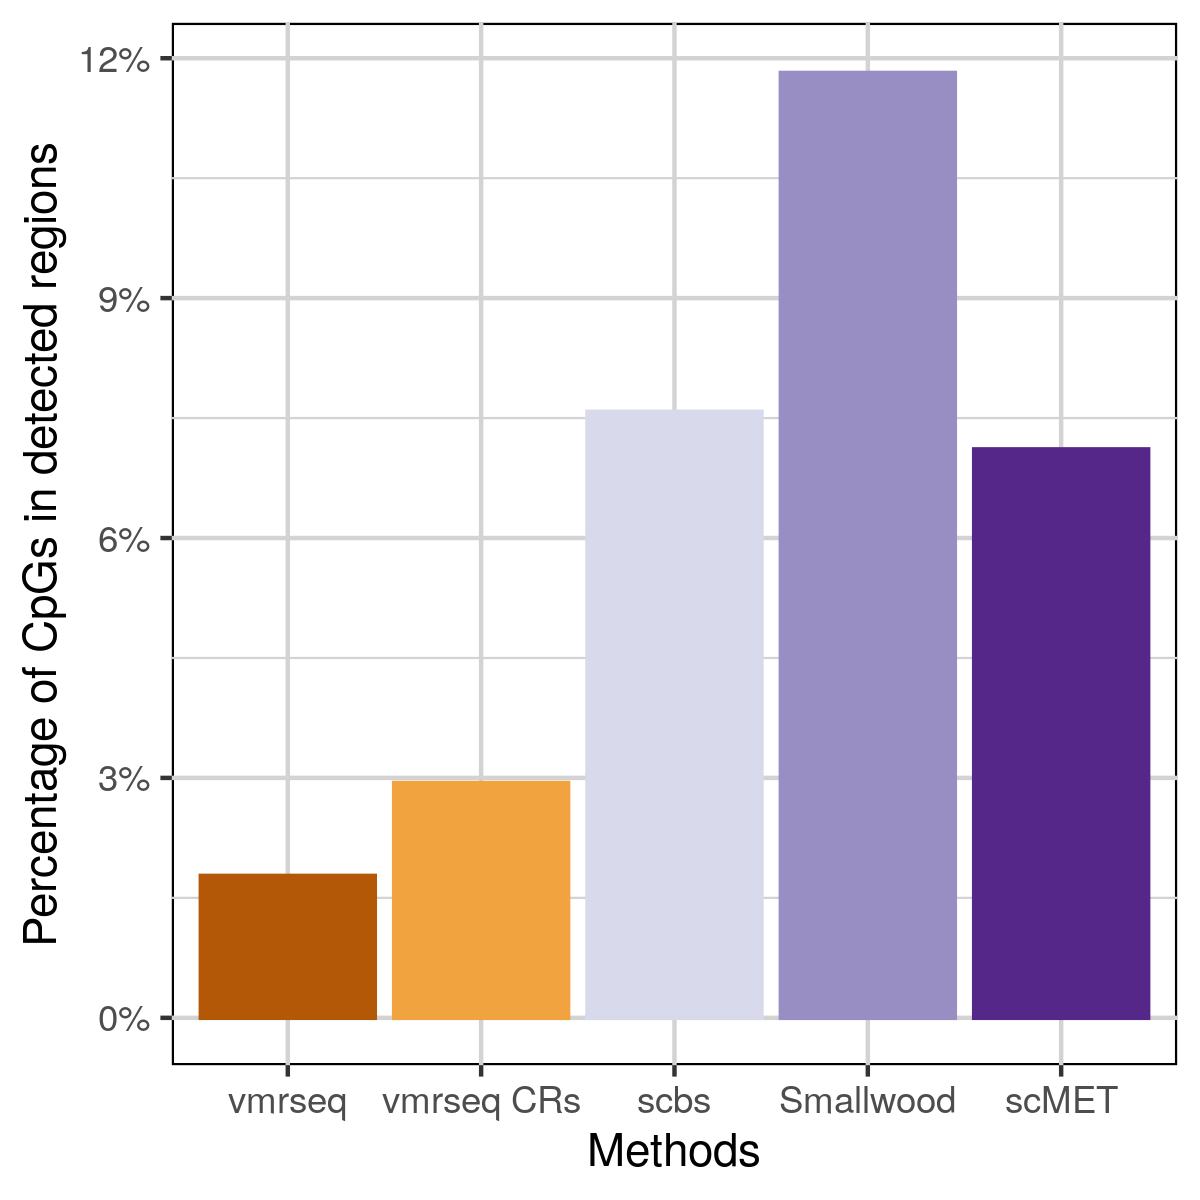 Percentage of CpGs in detected regions
12%
9%
6%
3%
0%
vmrseq
vmrseq CRs
scbs
Smallwood
scMET
Methods